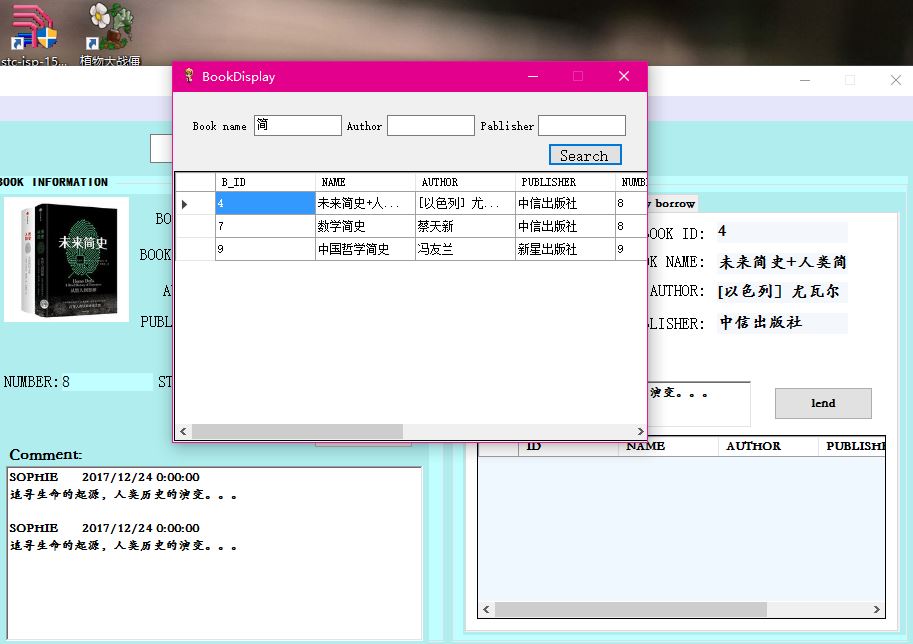 stc-isp-15...
植物大战僵
BookDisplay
Book name 简 Author Pablisher
Search
B_ID NAME AUTHOR PUBLISHER NUMB
4 未来简史+人... [以色列] 尤... 中信出版社 8
7 数学简史 蔡天新 中信出版社 8
9 中国哲学简史 冯友兰 新星出版社 9
BOOK INFORMATION
未来简史
BO
BOOK
A
PUBL
NUMBER: 8
ST
y borrow
BOOK ID: 4
K NAME: 未来简史+人类简
AUTHOR: [以色列] 尤瓦尔
LISHER: 中信出版社
演变。。。
lend
ID NAME AUTHOR PUBLISHI
Comment:
SOPHIE 2017/12/24 0:00:00
追寻生命的起源，人类历史的演变。。。
SOPHIE 2017/12/24 0:00:00
追寻生命的起源，人类历史的演变。。。